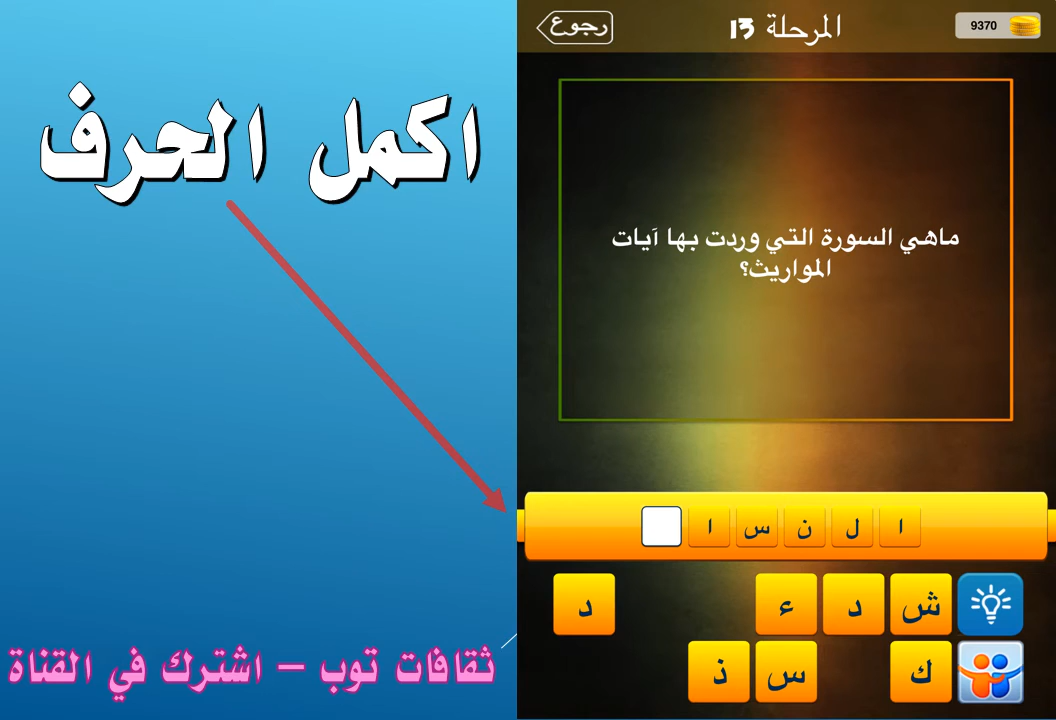 اكمل الحرف
ثقافات توب – اشترك في القناة
رجوع
المرحلة 13
9370
ماهي السورة التي وردت بها آيات
المواريث؟
ا ل ن س ا
ش د ء د
ك س ذ